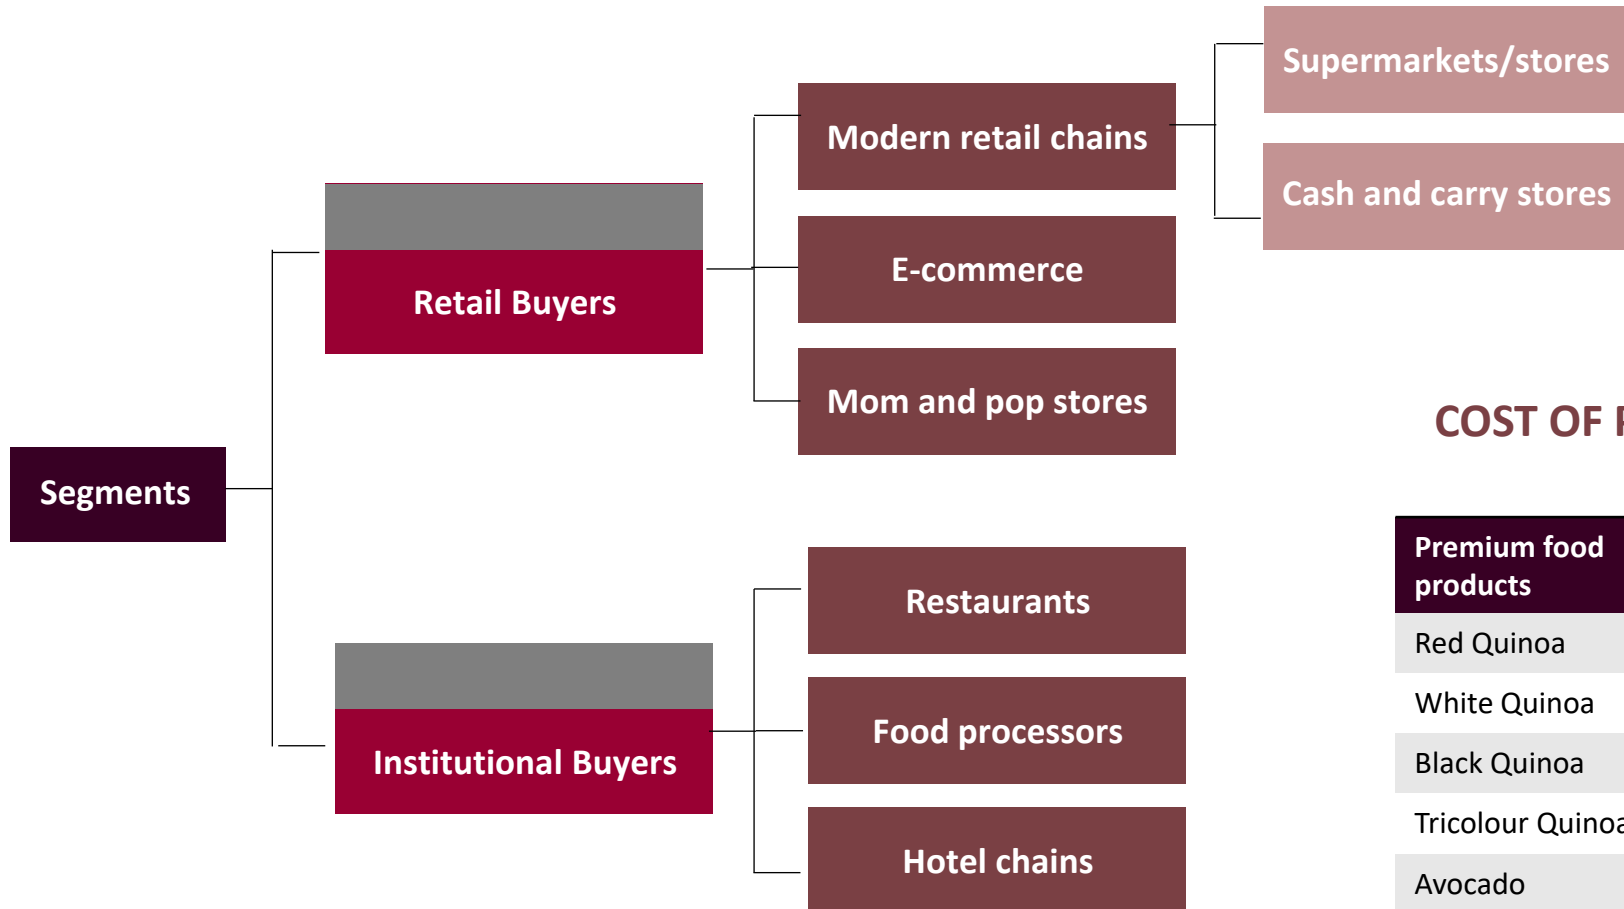 Segments
Retail Buyers
Institutional Buyers
Modern retail chains
E-commerce
Mom and pop stores
Restaurants
Food processors
Hotel chains
Supermarkets/stores
Cash and carry stores
COST OF
Premium food
products
Red Quinoa
White Quinoa
Black Quinoa
Tricolour Quinoa
Avocado